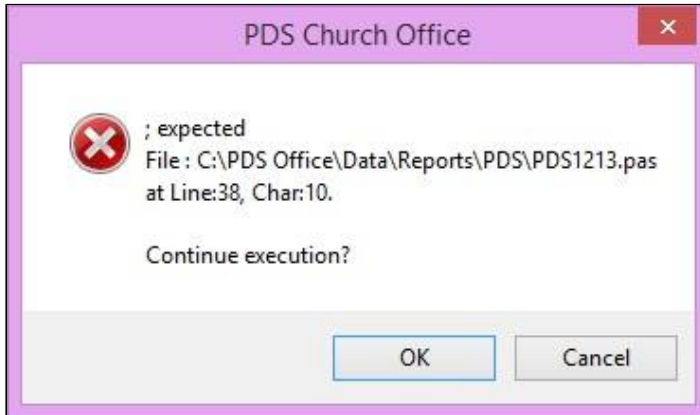 PDS Church Office
; expected
File : C:\PDS Office\Data\Reports\PDS\PDS1213.pas
at Line:38, Char:10.
Continue execution?
OK
Cancel